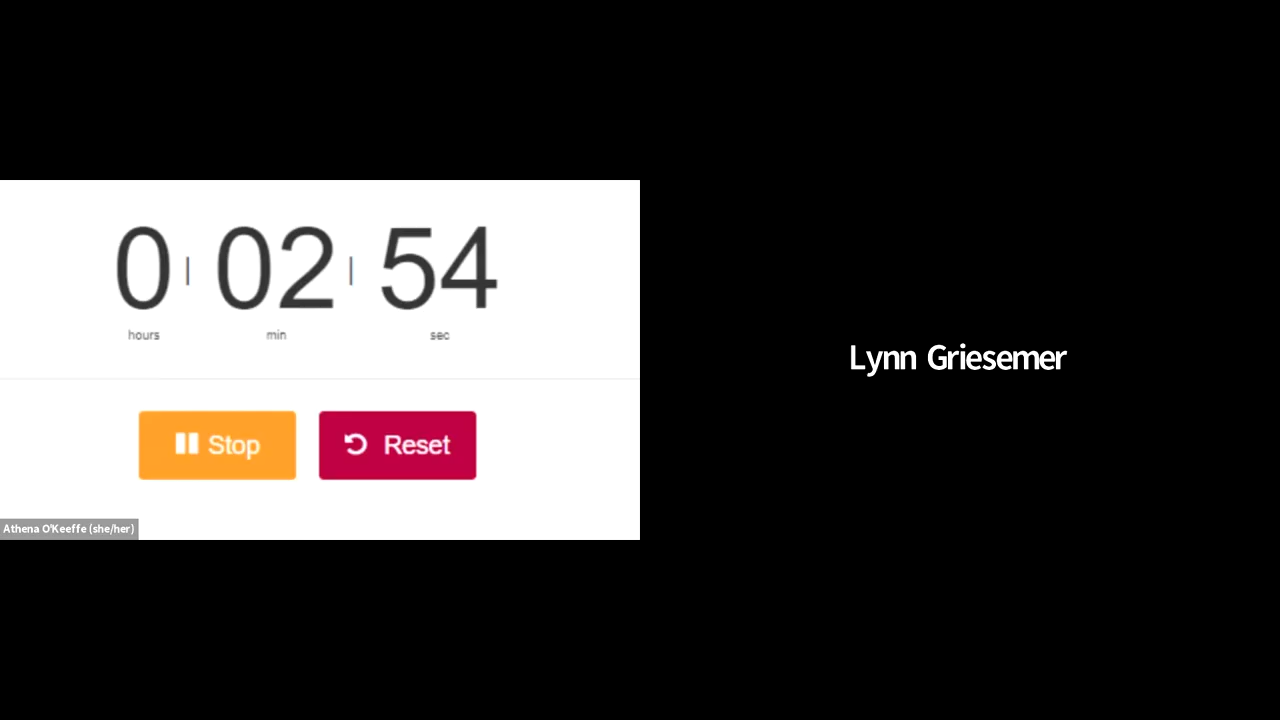 0 | 02 | 54
hours min sec
Stop Reset
Athena O'Keeffe (she/her)
Lynn Griesemer